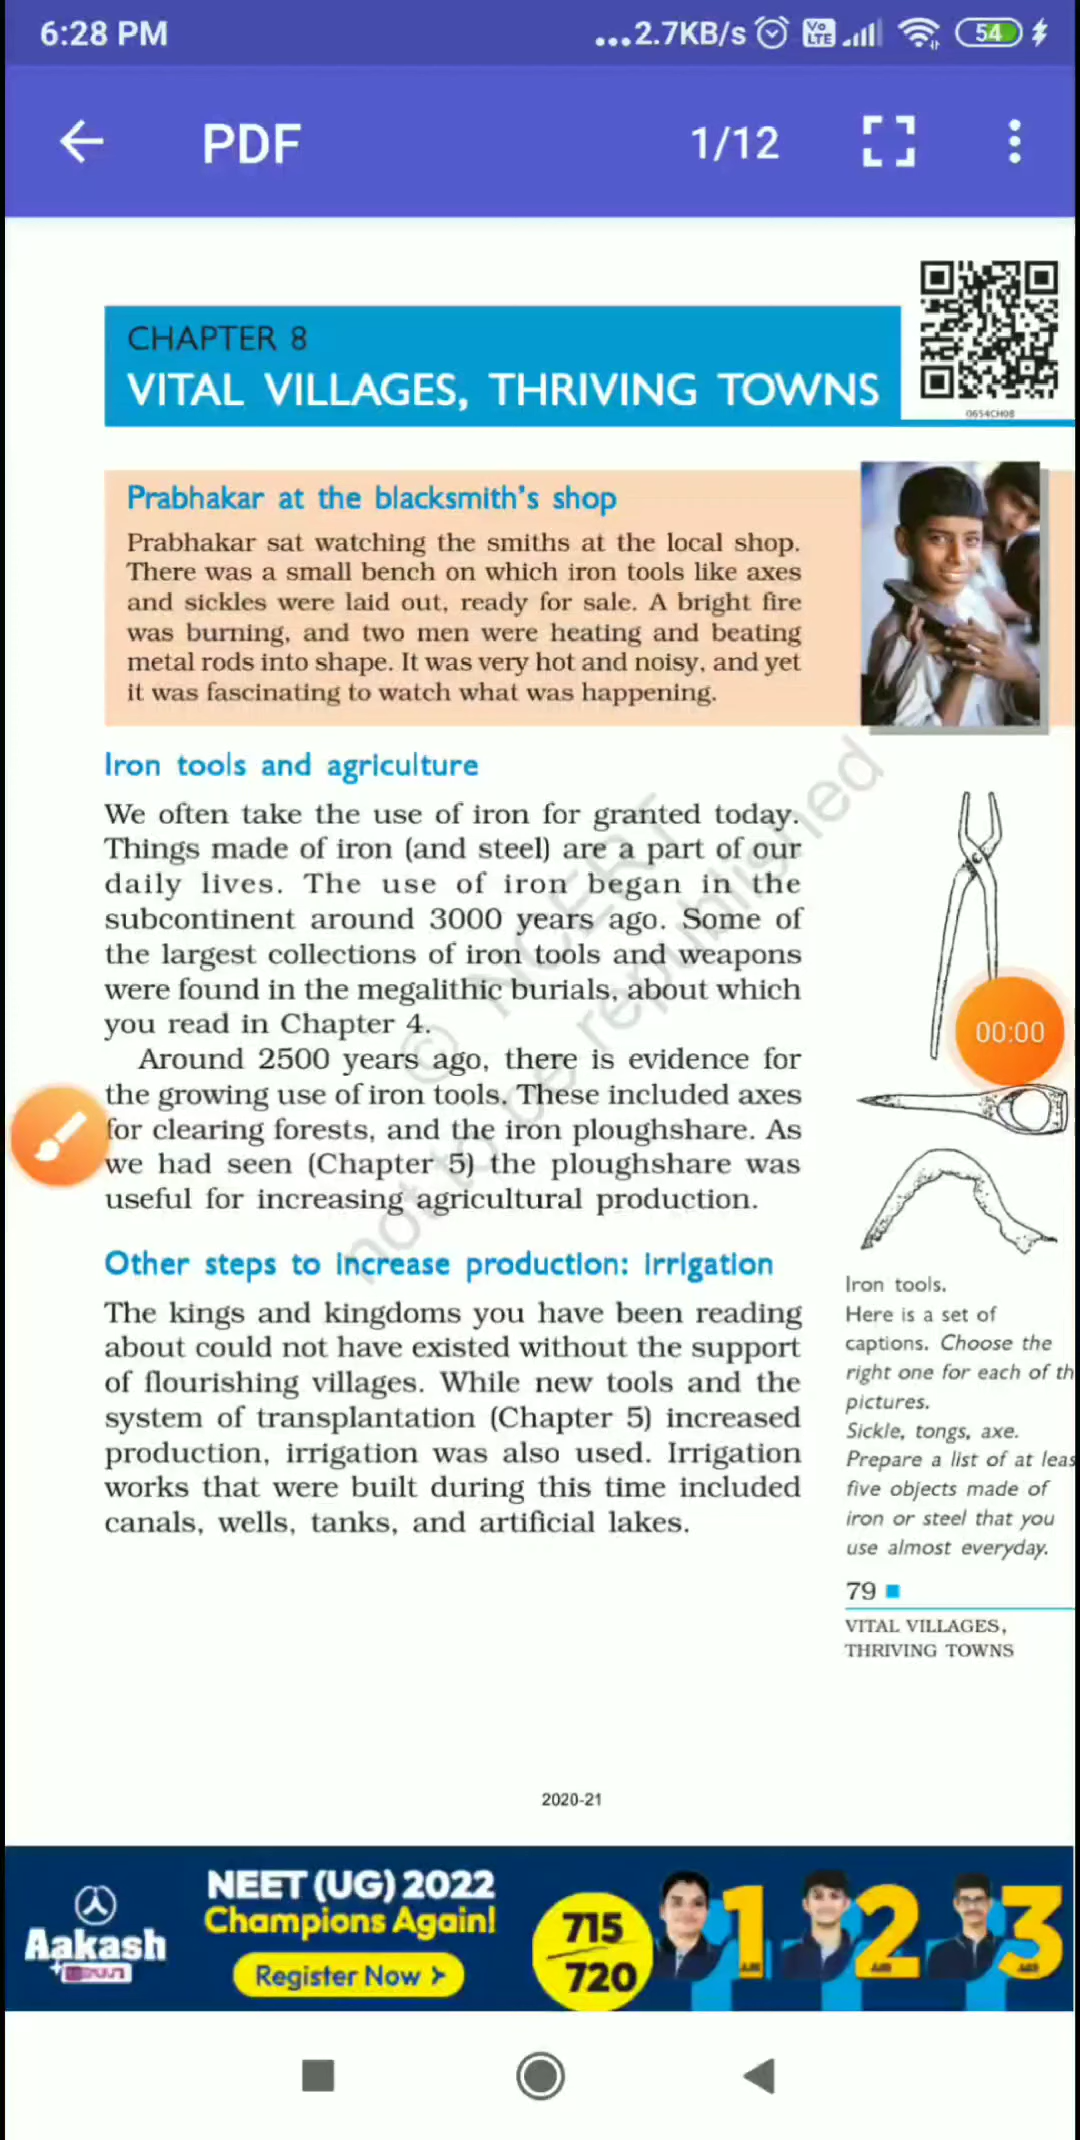 6:28 PM
...2.7KB/s
Vo LTE
54
PDF
1/12
0654CH08
CHAPTER 8
VITAL VILLAGES, THRIVING TOWNS
Prabhakar at the blacksmith's shop
Prabhakar sat watching the smiths at the local shop.
There was a small bench on which iron tools like axes
and sickles were laid out, ready for sale. A bright fire
was burning, and two men were heating and beating
metal rods into shape. It was very hot and noisy, and yet
it was fascinating to watch what was happening.
Iron tools and agriculture
We often take the use of iron for granted today.
Things made of iron (and steel) are a part of our
daily lives. The use of iron began in the
subcontinent around 3000 years ago. Some of
the largest collections of iron tools and weapons
were found in the megalithic burials, about which
you read in Chapter 4.
Around 2500 years ago, there is evidence for
the growing use of iron tools. These included axes
for clearing forests, and the iron ploughshare. As
we had seen (Chapter 5) the ploughshare was
useful for increasing agricultural production.
Other steps to increase production: irrigation
The kings and kingdoms you have been reading
about could not have existed without the support
of flourishing villages. While new tools and the
system of transplantation (Chapter 5) increased
production, irrigation was also used. Irrigation
works that were built during this time included
canals, wells, tanks, and artificial lakes.
© NCERT
not to be republished
00:00
Iron tools.
Here is a set of
captions. Choose the
right one for each of th
pictures.
Sickle, tongs, axe.
Prepare a list of at leas
five objects made of
iron or steel that you
use almost everyday.
79
VITAL VILLAGES,
THRIVING TOWNS
2020-21
Aakash
NEET (UG) 2022
Champions Again!
Register Now >
715
720
1
2
3